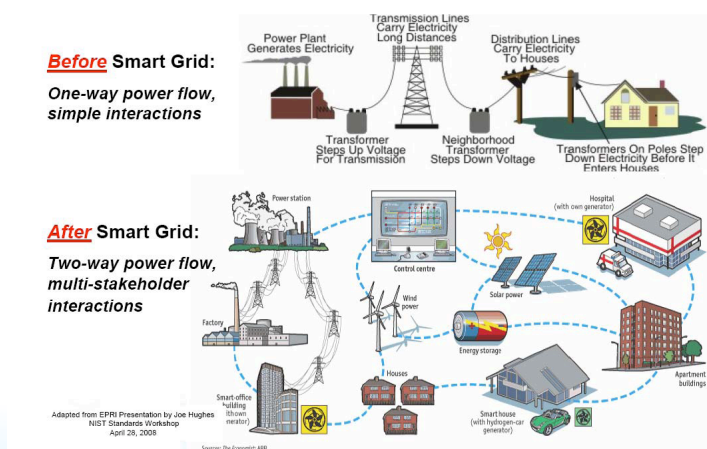 Before Smart Grid:
One-way power flow,
simple interactions
Power Plant
Generates Electricity
Transmission Lines
Carry Electricity
Long Distances
Distribution Lines
Carry Electricity
To Houses
Transformer
Steps Up Voltage
For Transmission
Neighborhood
Transformer
Steps Down Voltage
Transformers On Poles Step
Down Electricity Before It
Enters Houses
After Smart Grid:
Two-way power flow,
multi-stakeholder
interactions
Power station
Control centre
Hospital
(with own generator)
Solar power
Wind
power
Factory
Energy storage
Apartment
buildings
Houses
Smart-office
building
Smart house
(with hydrogen-car
generator)
Adapted from EPRI Presentation by Joe Hughes
NIST Standards Workshop
April 28, 2008